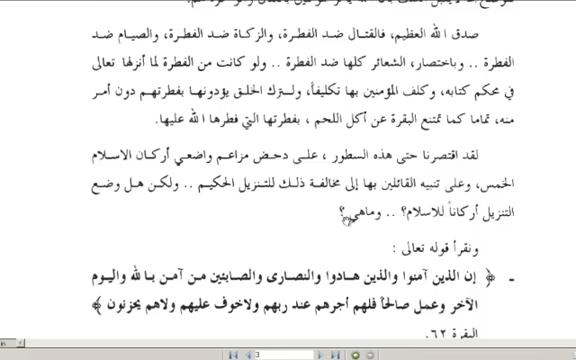 صدق الله العظيم، فالقتال ضد الفطرة، والزكاة ضد الفطرة، والصيام ضد
الفطرة .. وباختصار، الشعائر كلها ضد الفطرة .. ولو كانت من الفطرة لما أنزلها تعالى
في محكم كتابه، وكلف المؤمنين بها تكليفاً، ولترك الخلق يؤدونها بفطرتهم دون أمر
منه، تماما كما تمتنع البقرة عن أكل اللحم ، بفطرتها التي فطرها الله عليها.
لقد اقتصرنا حتى هذه السطور ، على دحض مزاعم واضعي أركان الاسلام
الخمس، وعلى تنبيه القائلين بها إلى مخالفة ذلك للتنزيل الحكيم .. ولكن هل وضع
التنزيل أركاناً للاسلام؟ .. وماهي؟
ونقرأ قوله تعالى :
ـ ﴿ إن الذين آمنوا والذين هادوا والنصارى والصابئين من آمن بالله واليوم
الآخر وعمل صالحاً فلهم أجرهم عند ربهم ولاخوف عليهم ولاهم يحزنون ﴾
البقرة ٦٢.
3